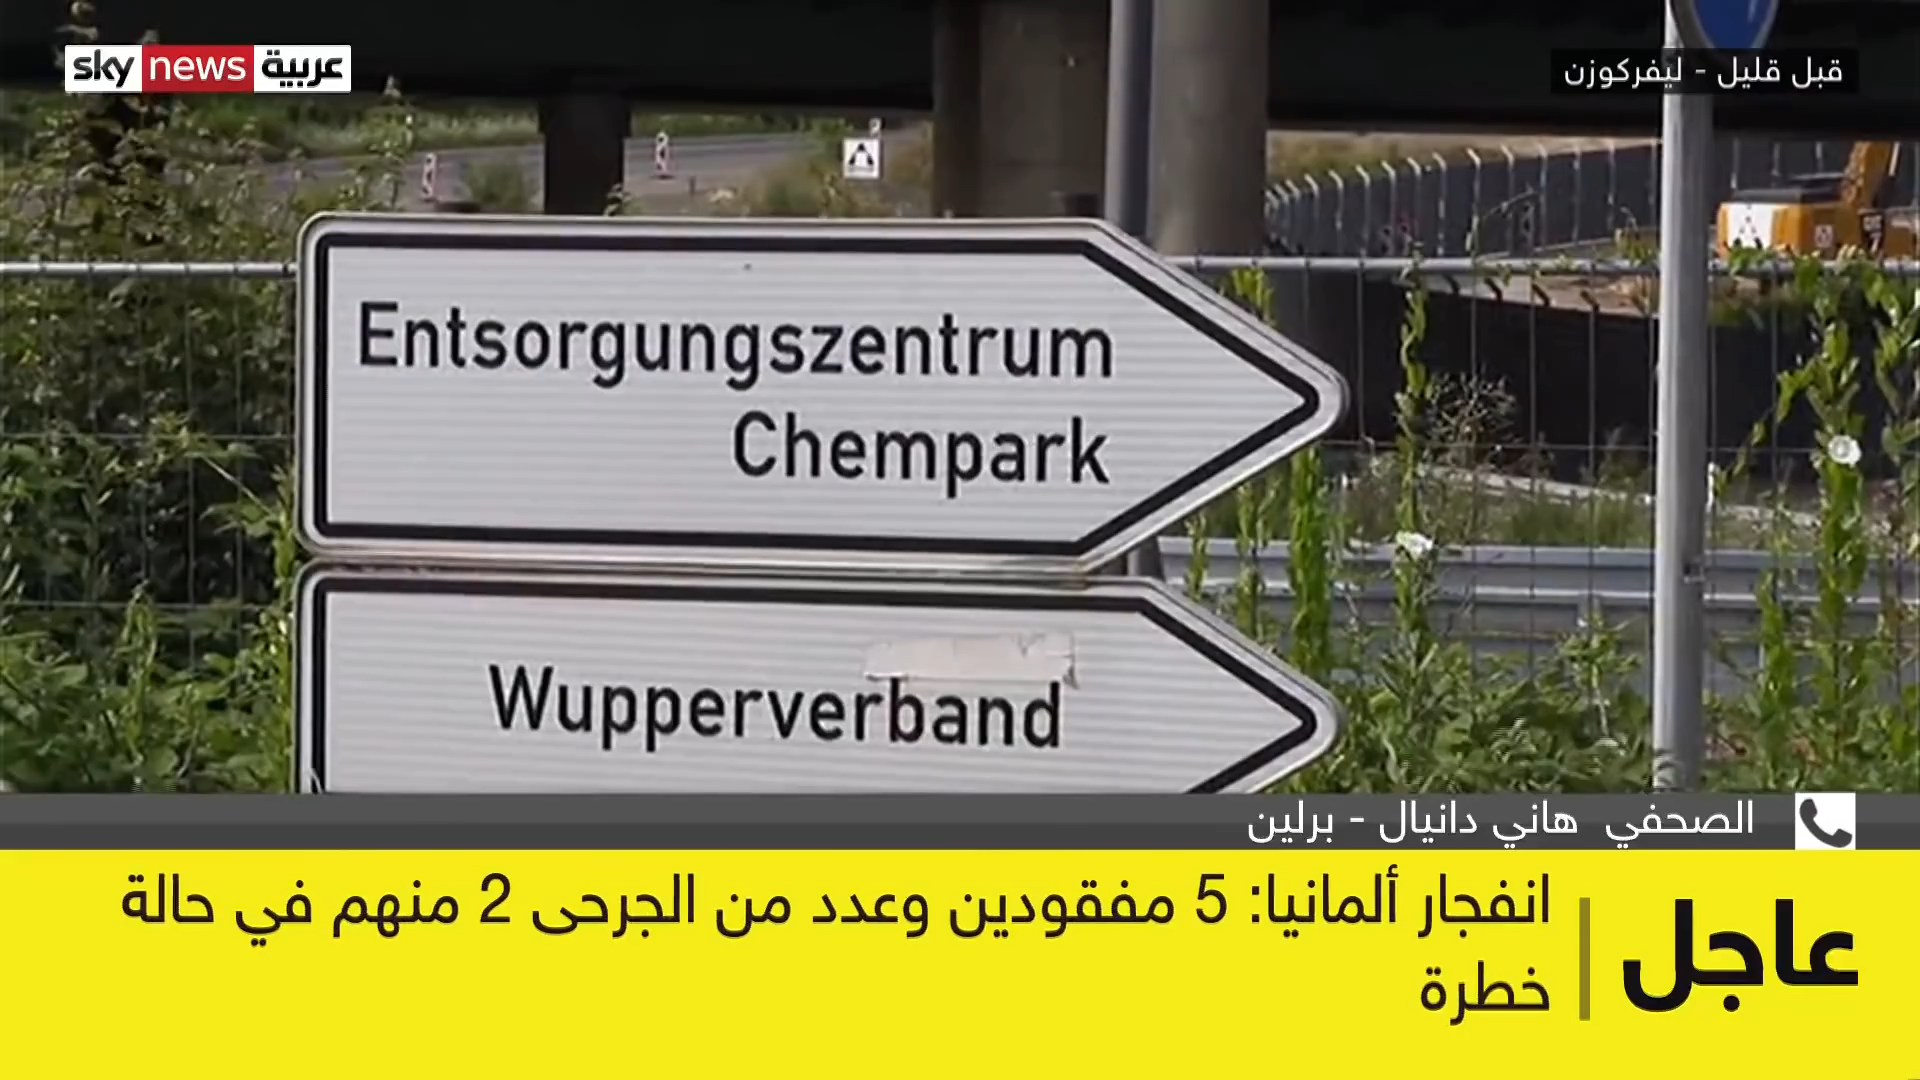 sky news عربية
قبل قليل - ليفركوزن
Entsorgungszentrum
Chempark
Wupperverband
الصحفي هاني دانيال - برلين
عاجل
انفجار ألمانيا: 5 مفقودين وعدد من الجرحى 2 منهم في حالة
خطرة